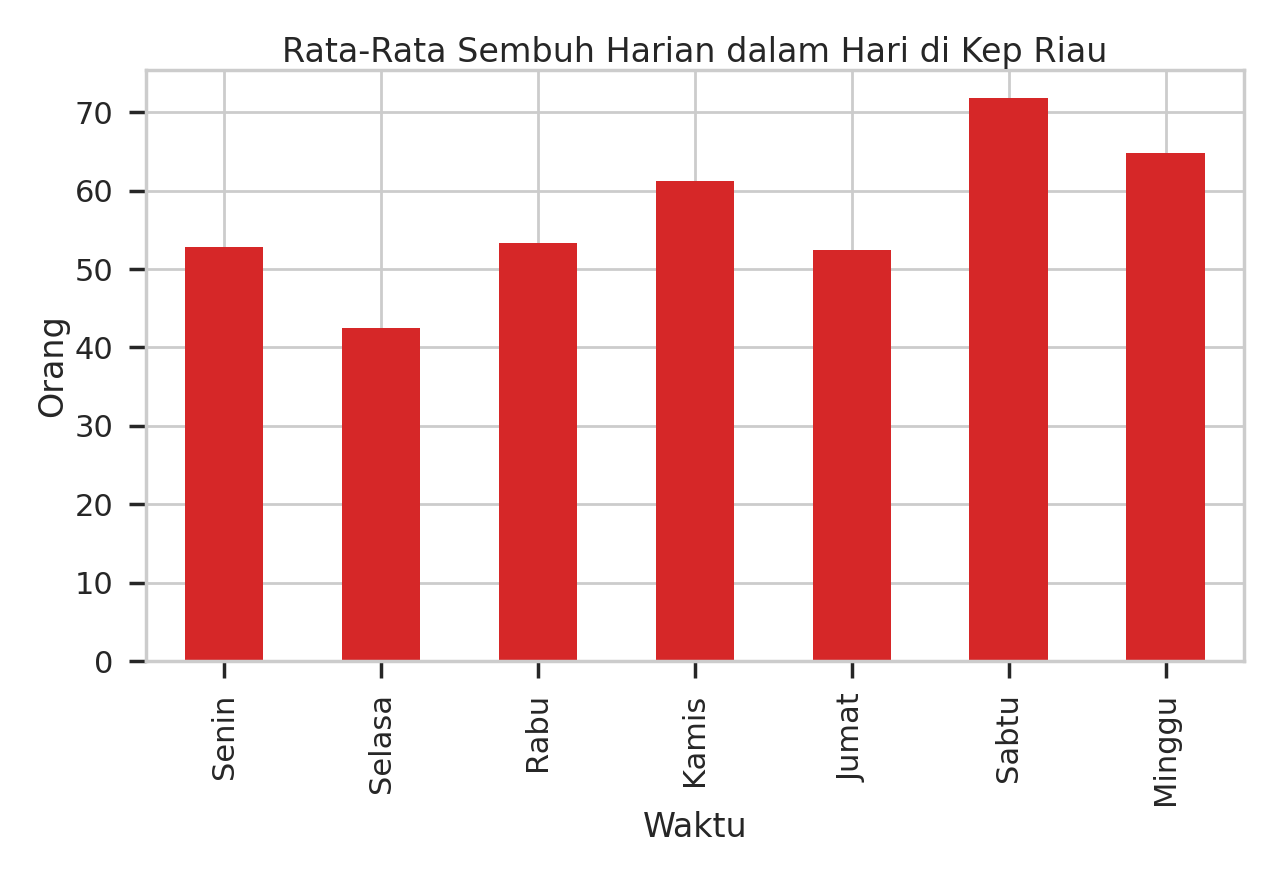 Rata-Rata Sembuh Harian dalam Hari di Kep Riau
Orang
70
60
50
40
30
20
10
0
Senin
Selasa
Rabu
Kamis
Jumat
Sabtu
Minggu
Waktu